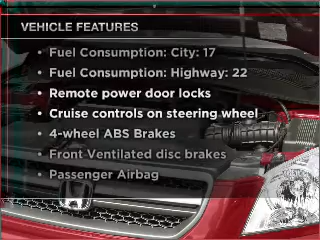 VEHICLE FEATURES
• Fuel Consumption: City: 17
• Fuel Consumption: Highway: 22
• Remote power door locks
• Cruise controls on steering wheel
• 4-wheel ABS Brakes
• Front Ventilated disc brakes
• Passenger Airbag